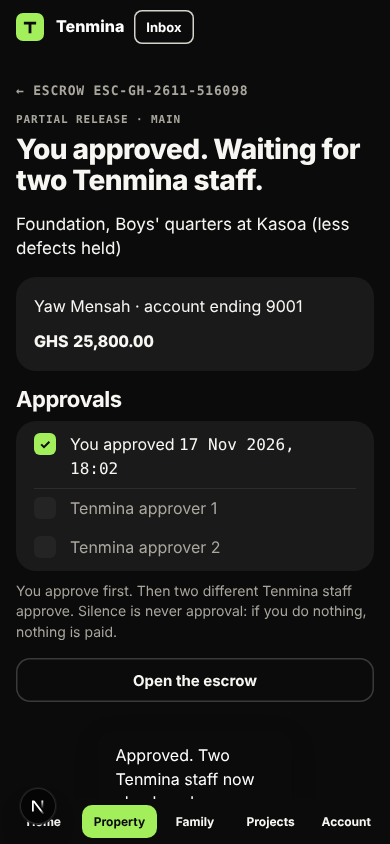 Tenmina
Inbox
← ESCROW ESC-GH-2611-516098
PARTIAL RELEASE · MAIN
You approved. Waiting for
two Tenmina staff.
Foundation, Boys' quarters at Kasoa (less
defects held)
Yaw Mensah · account ending 9001
GHS 25,800.00
Approvals
You approved 17 Nov 2026,
18:02
Tenmina approver 1
Tenmina approver 2
You approve first. Then two different Tenmina staff
approve. Silence is never approval: if you do nothing,
nothing is paid.
Open the escrow
Approved. Two
Tenmina staff now
N
Home
Property
Family
Projects
Account